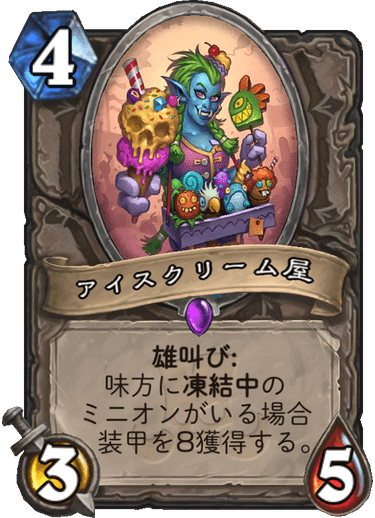 4
アイスクリーム屋
雄叫び:
味方に凍結中の
ミニオンがいる場合
装甲を8獲得する。
3
5